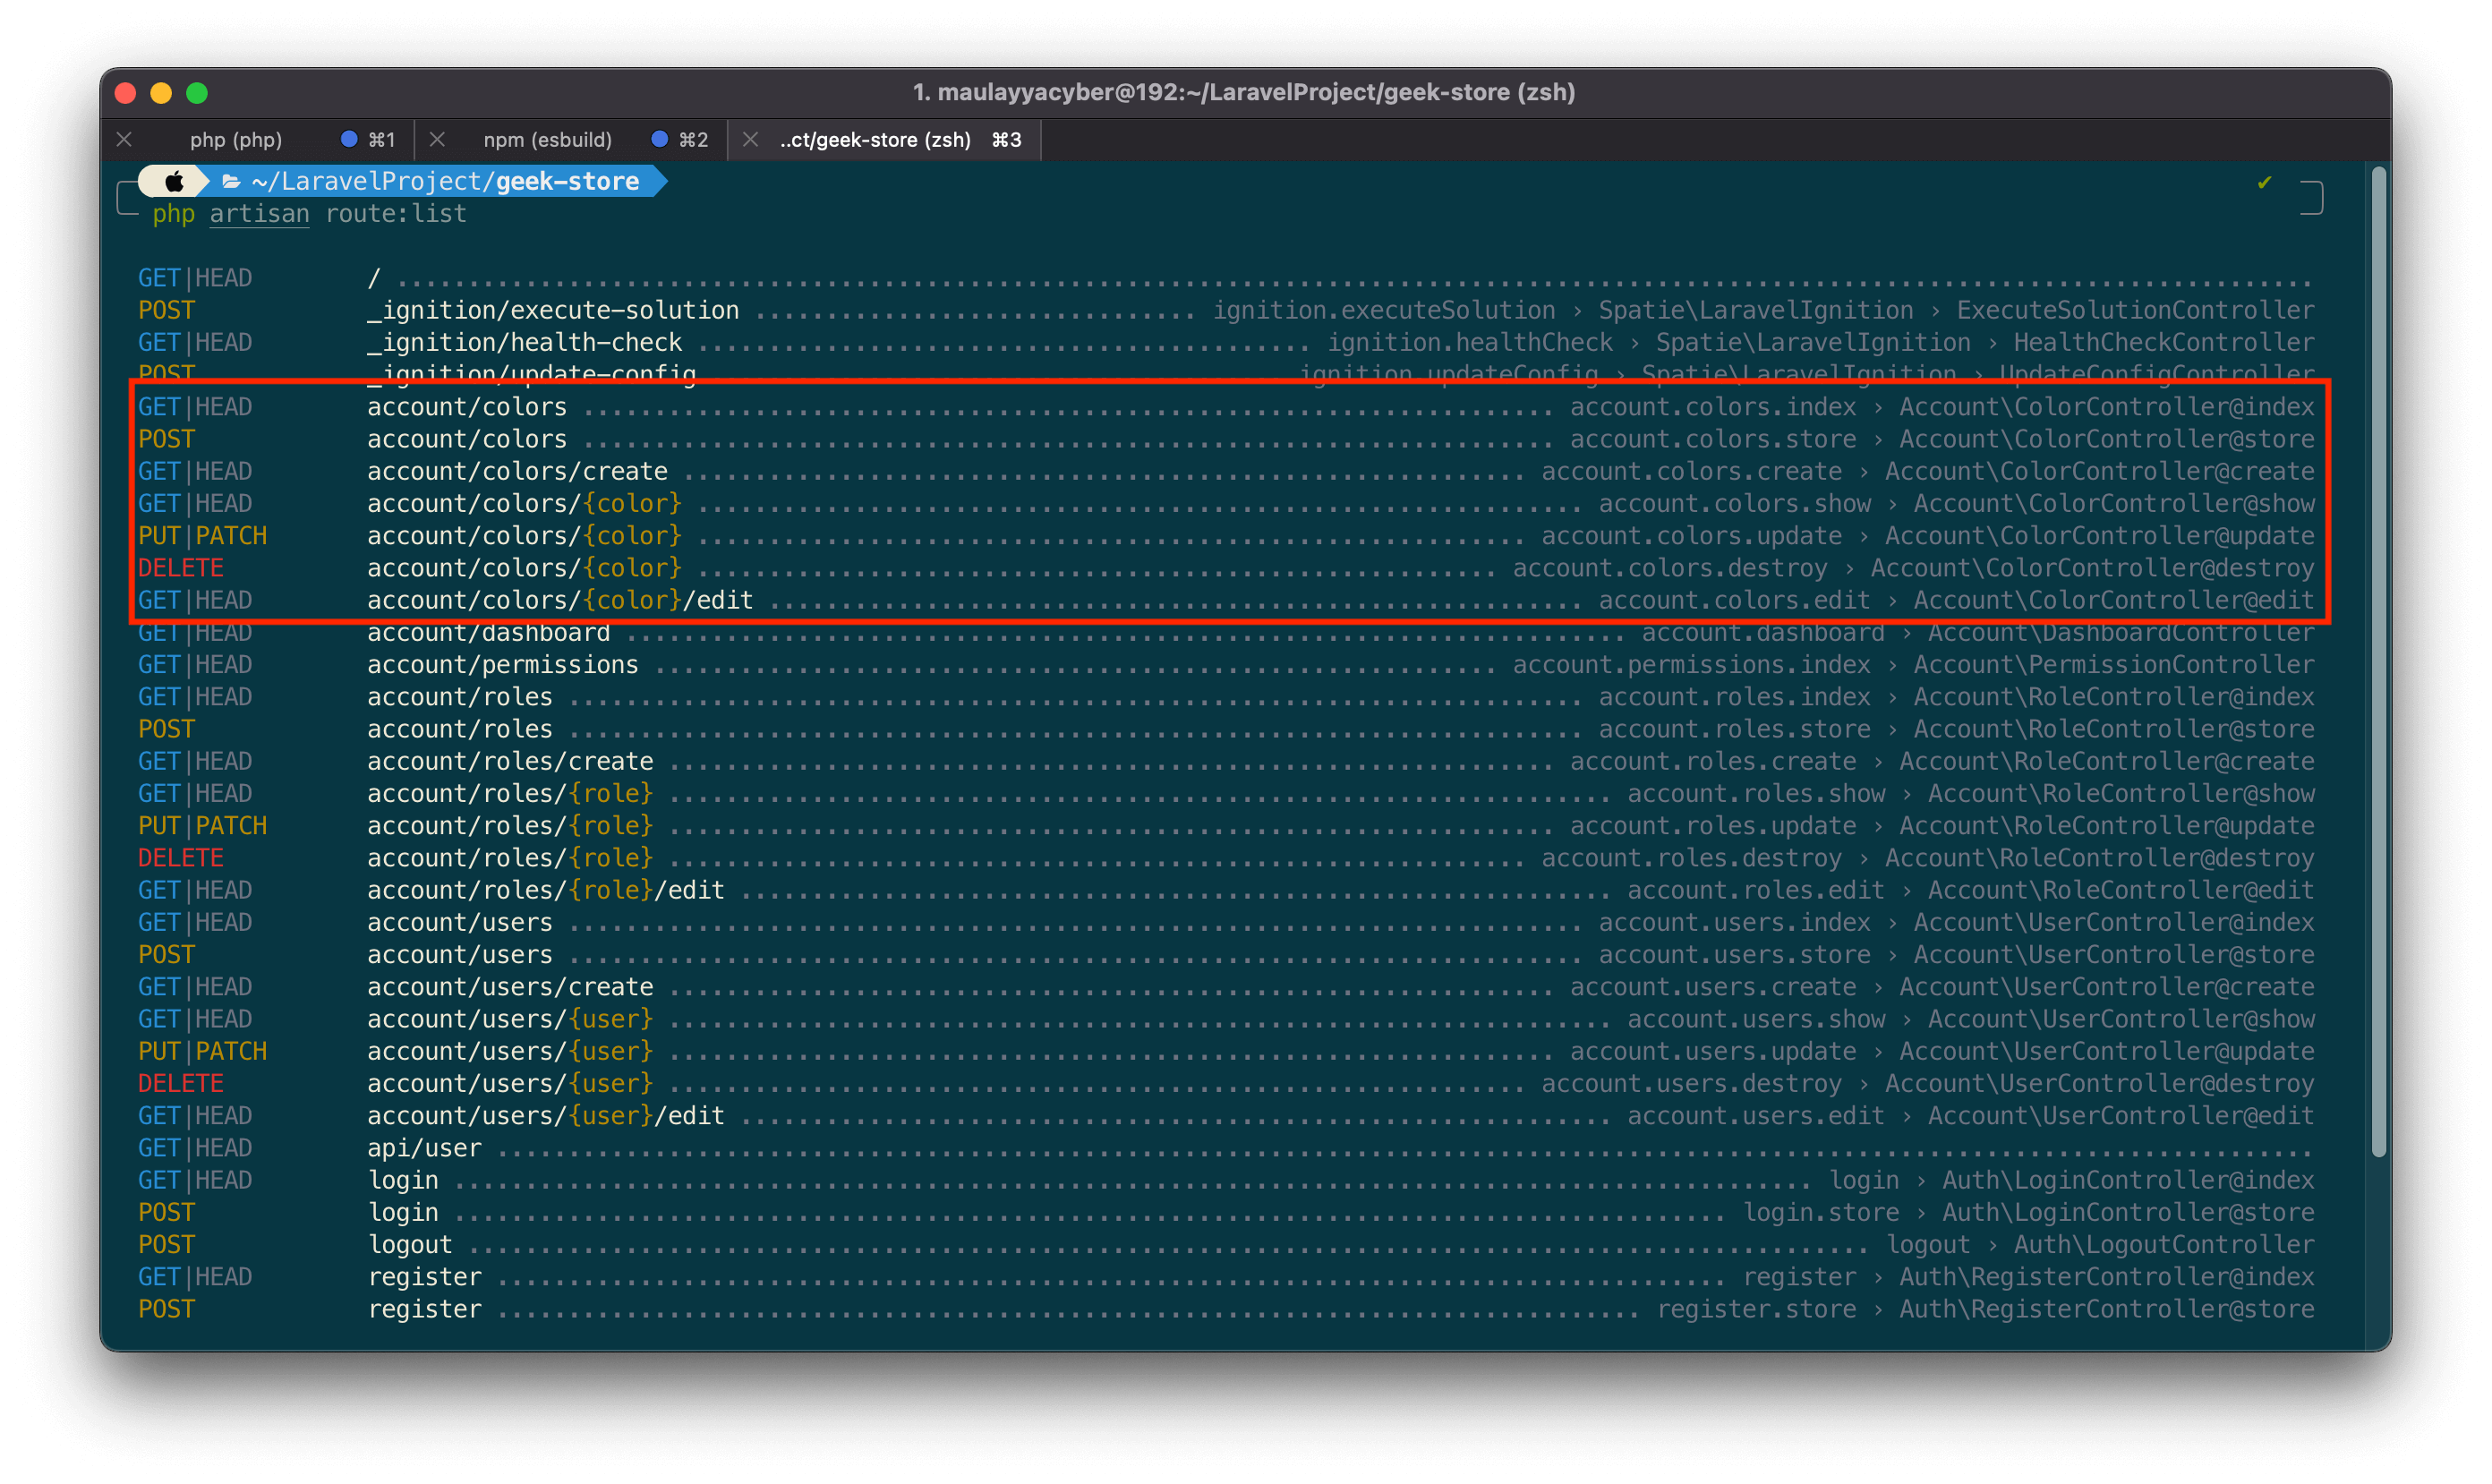 1. maulayyacyber@192:~/LaravelProject/geek-store (zsh)
php (php) ⌘1 npm (esbuild) ⌘2 ..ct/geek-store (zsh) ⌘3
~/LaravelProject/geek-store ✔
php artisan route:list
GET|HEAD / ................................................................
POST _ignition/execute-solution ............................... ignition.executeSolution › Spatie\LaravelIgnition › ExecuteSolutionController
GET|HEAD _ignition/health-check ........................................... ignition.healthCheck › Spatie\LaravelIgnition › HealthCheckController
POST _ignition/update-config ......................................... ignition.updateConfig › Spatie\LaravelIgnition › UpdateConfigController
GET|HEAD account/colors .................................................................... account.colors.index › Account\ColorController@index
POST account/colors .................................................................... account.colors.store › Account\ColorController@store
GET|HEAD account/colors/create ........................................................... account.colors.create › Account\ColorController@create
GET|HEAD account/colors/{color} .............................................................. account.colors.show › Account\ColorController@show
PUT|PATCH account/colors/{color} .......................................................... account.colors.update › Account\ColorController@update
DELETE account/colors/{color} ........................................................ account.colors.destroy › Account\ColorController@destroy
GET|HEAD account/colors/{color}/edit ......................................................... account.colors.edit › Account\ColorController@edit
GET|HEAD account/dashboard ...................................................................... account.dashboard › Account\DashboardController
GET|HEAD account/permissions ........................................................... account.permissions.index › Account\PermissionController
GET|HEAD account/roles ....................................................................... account.roles.index › Account\RoleController@index
POST account/roles ....................................................................... account.roles.store › Account\RoleController@store
GET|HEAD account/roles/create .............................................................. account.roles.create › Account\RoleController@create
GET|HEAD account/roles/{role} .................................................................. account.roles.show › Account\RoleController@show
PUT|PATCH account/roles/{role} .............................................................. account.roles.update › Account\RoleController@update
DELETE account/roles/{role} ............................................................ account.roles.destroy › Account\RoleController@destroy
GET|HEAD account/roles/{role}/edit ............................................................. account.roles.edit › Account\RoleController@edit
GET|HEAD account/users ....................................................................... account.users.index › Account\UserController@index
POST account/users ....................................................................... account.users.store › Account\UserController@store
GET|HEAD account/users/create .............................................................. account.users.create › Account\UserController@create
GET|HEAD account/users/{user} .................................................................. account.users.show › Account\UserController@show
PUT|PATCH account/users/{user} .............................................................. account.users.update › Account\UserController@update
DELETE account/users/{user} ............................................................ account.users.destroy › Account\UserController@destroy
GET|HEAD account/users/{user}/edit ............................................................. account.users.edit › Account\UserController@edit
GET|HEAD api/user ................................................................
GET|HEAD login ............................................................................................... login › Auth\LoginController@index
POST login ......................................................................................... login.store › Auth\LoginController@store
POST logout .................................................................................................. logout › Auth\LogoutController
GET|HEAD register ...................................................................................... register › Auth\RegisterController@index
POST register ................................................................................ register.store › Auth\RegisterController@store